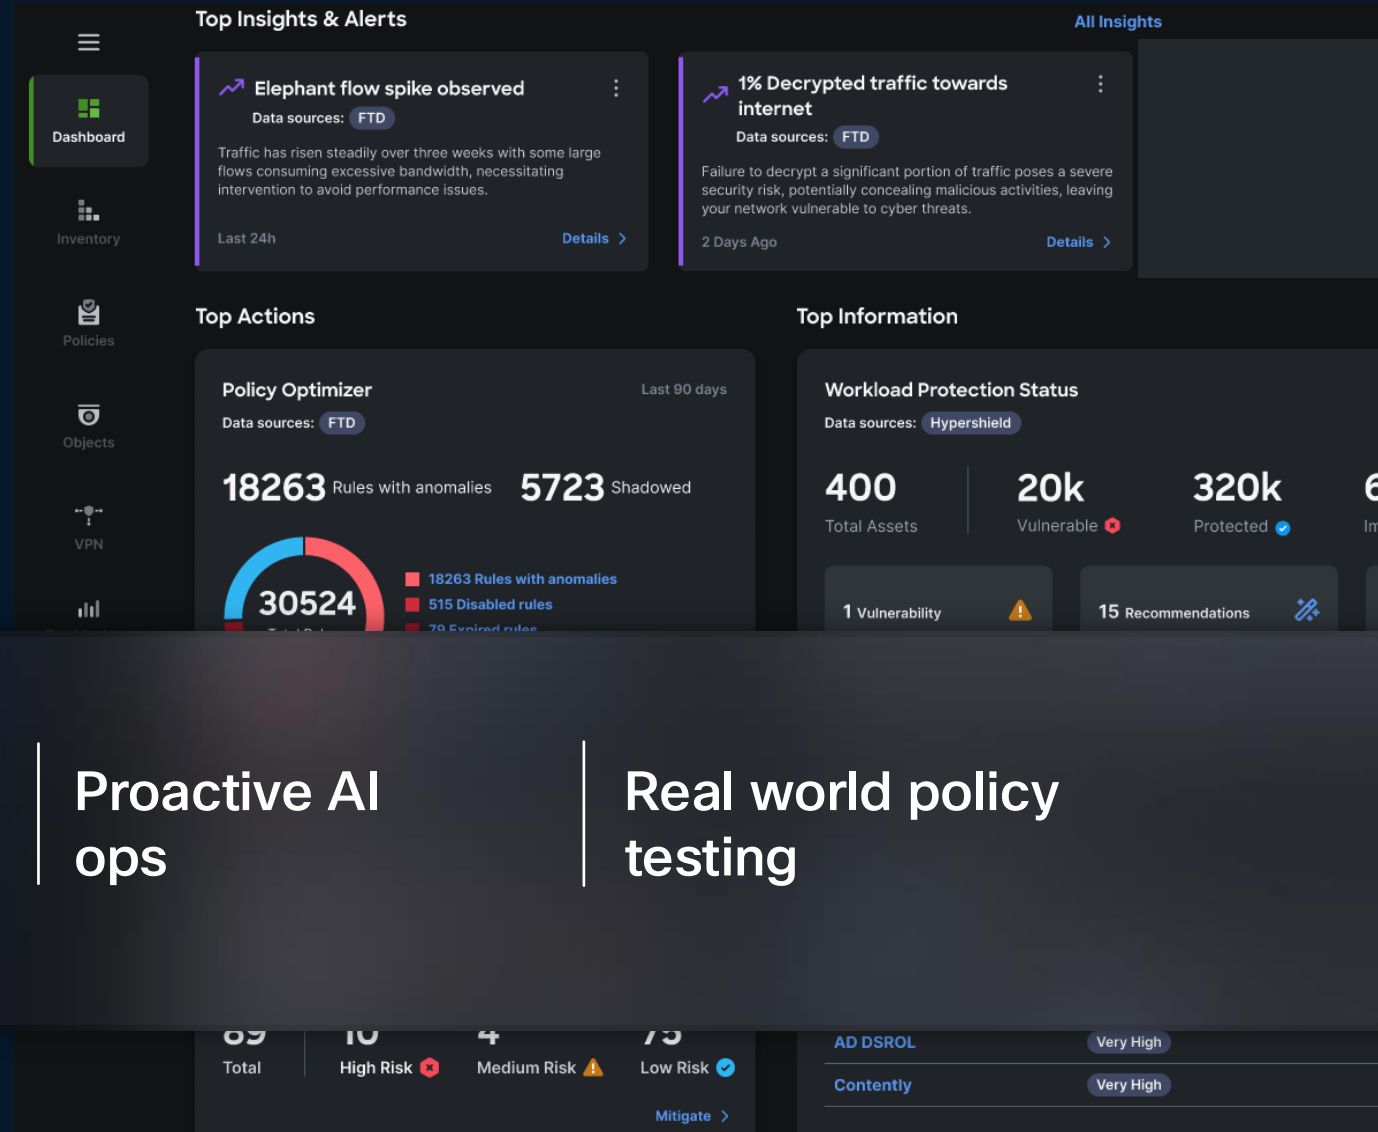 Top Insights & Alerts
All Insights
Elephant flow spike observed
Data sources: FTD
Traffic has risen steadily over three weeks with some large
flows consuming excessive bandwidth, necessitating
intervention to avoid performance issues.
Last 24h
Details
1% Decrypted traffic towards
internet
Data sources: FTD
Failure to decrypt a significant portion of traffic poses a severe
security risk, potentially concealing malicious activities, leaving
your network vulnerable to cyber threats.
2 Days Ago
Details
Dashboard
Inventory
Policies
Objects
VPN
Top Actions
Policy Optimizer
Last 90 days
Data sources: FTD
18263 Rules with anomalies
5723 Shadowed
30524
18263 Rules with anomalies
515 Disabled rules
79 Expired rules
Top Information
Workload Protection Status
Data sources: Hypershield
400
Total Assets
20k
Vulnerable
320k
Protected
1 Vulnerability
15 Recommendations
Proactive AI
ops
Real world policy
testing
Total
High Risk
4
Medium Risk
75
Low Risk
Mitigate
AD DSROL
Very High
Contently
Very High